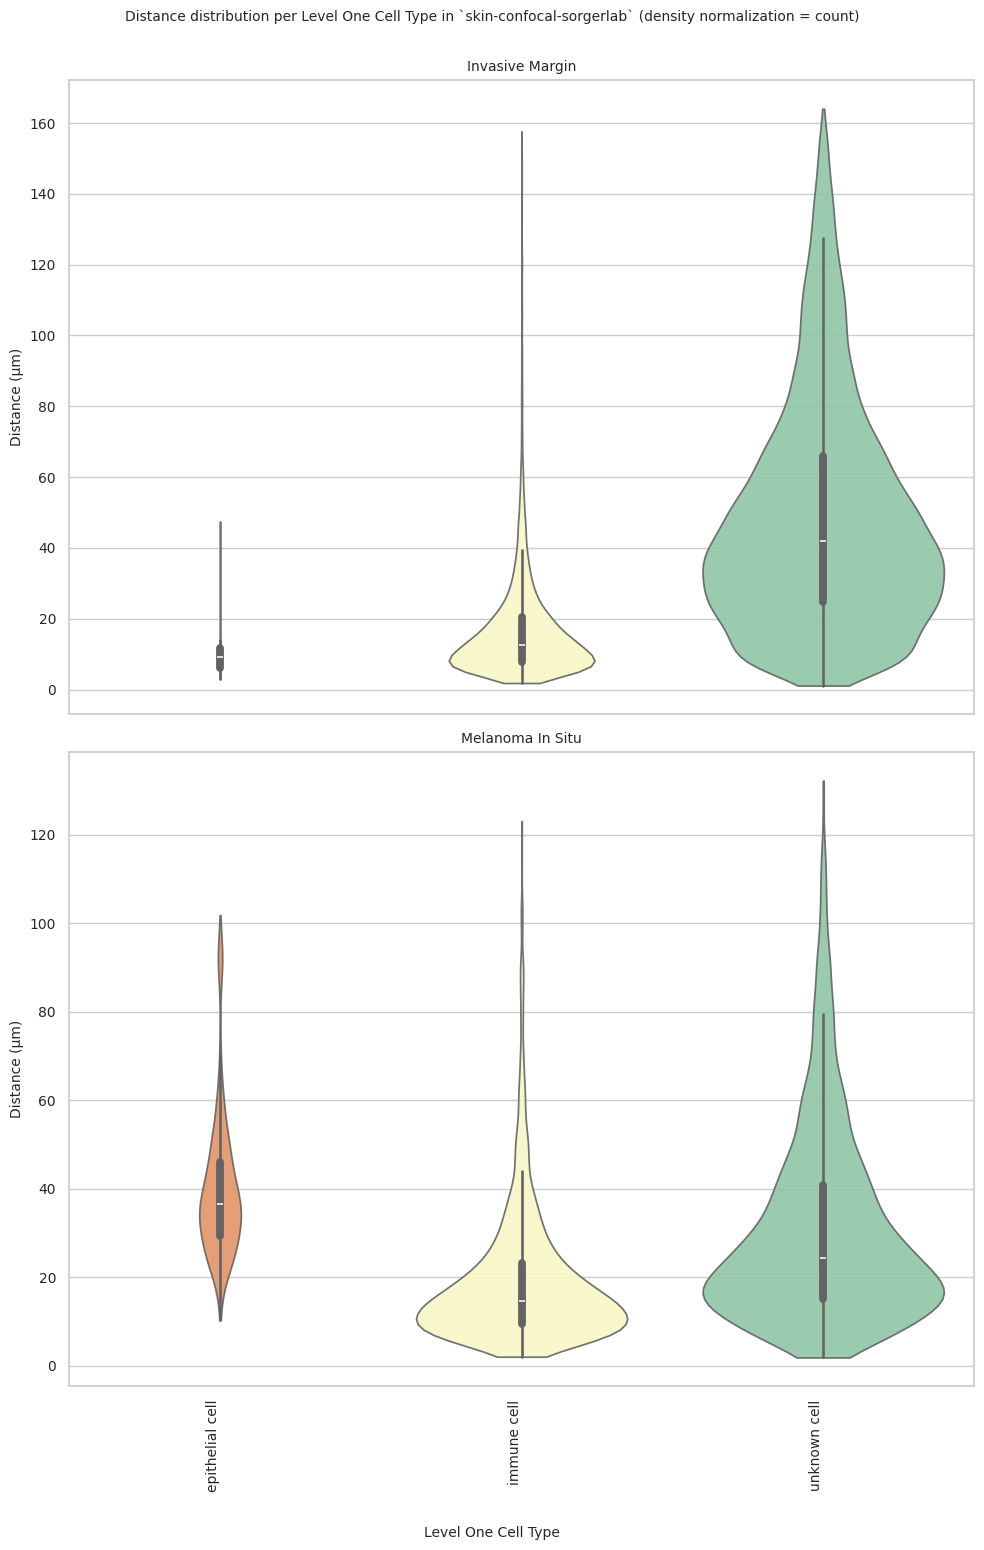 Distance distribution per Level One Cell Type in `skin-confocal-sorgerlab` (density normalization = count)
Invasive Margin
160
140
120
100
80
60
40
20
0
Distance (μm)
Melanoma In Situ
120
100
80
60
40
20
0
Distance (μm)
epithelial cell
immune cell
unknown cell
Level One Cell Type